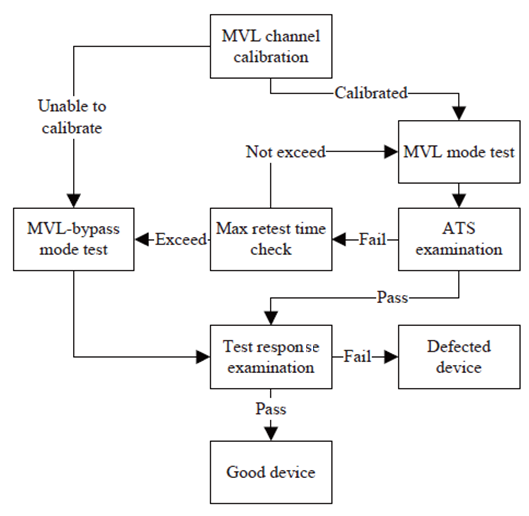 MVL channel
calibration
Unable to
calibrate
Calibrated
Not exceed
MVL mode test
MVL-bypass
mode test
Exceed
Max retest time
check
Fail
ATS
examination
Pass
Test response
examination
Fail
Defected
device
Pass
Good device